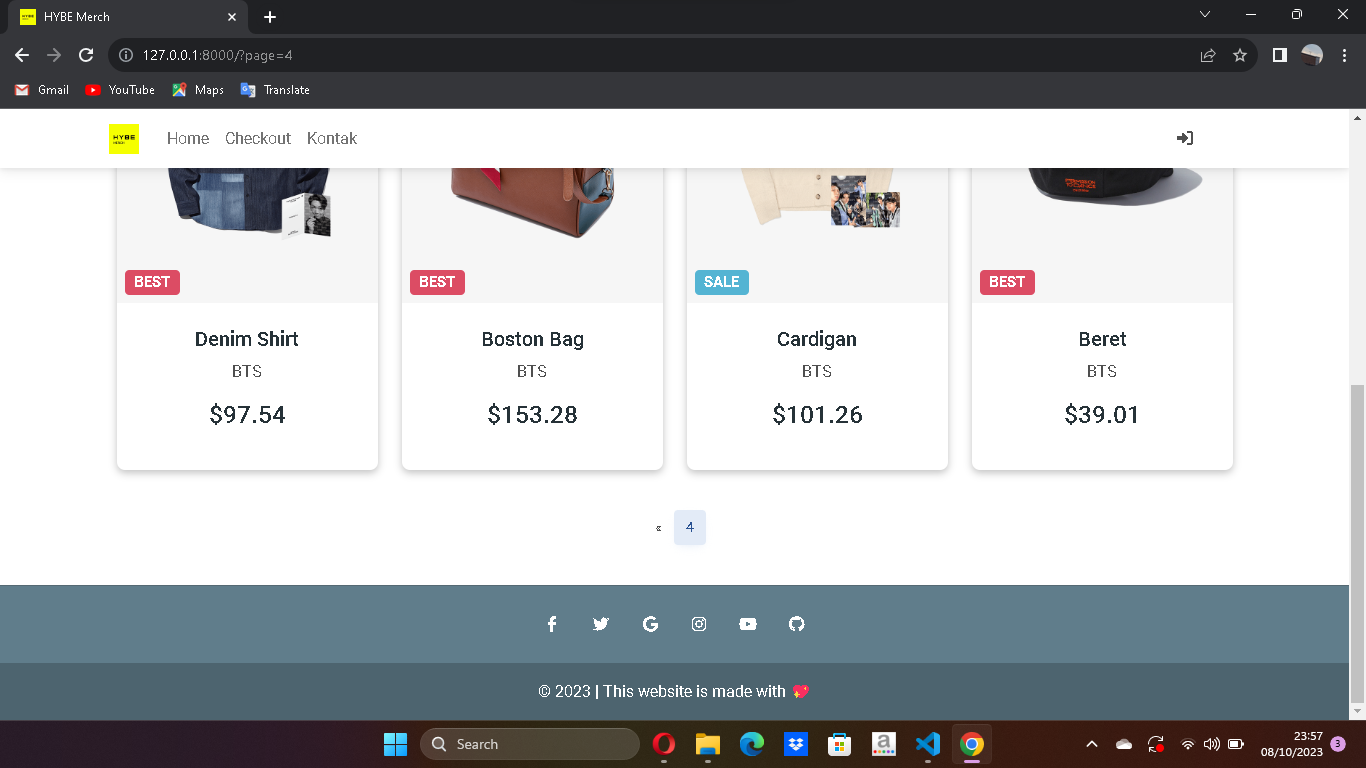 HYBE Merch
127.0.0.1:8000/?page=4
Gmail YouTube Maps Translate
HYBE
Home Checkout Kontak
BEST BEST SALE BEST
Denim Shirt Boston Bag Cardigan Beret
BTS BTS BTS BTS
$97.54 $153.28 $101.26 $39.01
« 4
© 2023 | This website is made with 💖
Search
23:57
08/10/2023
3